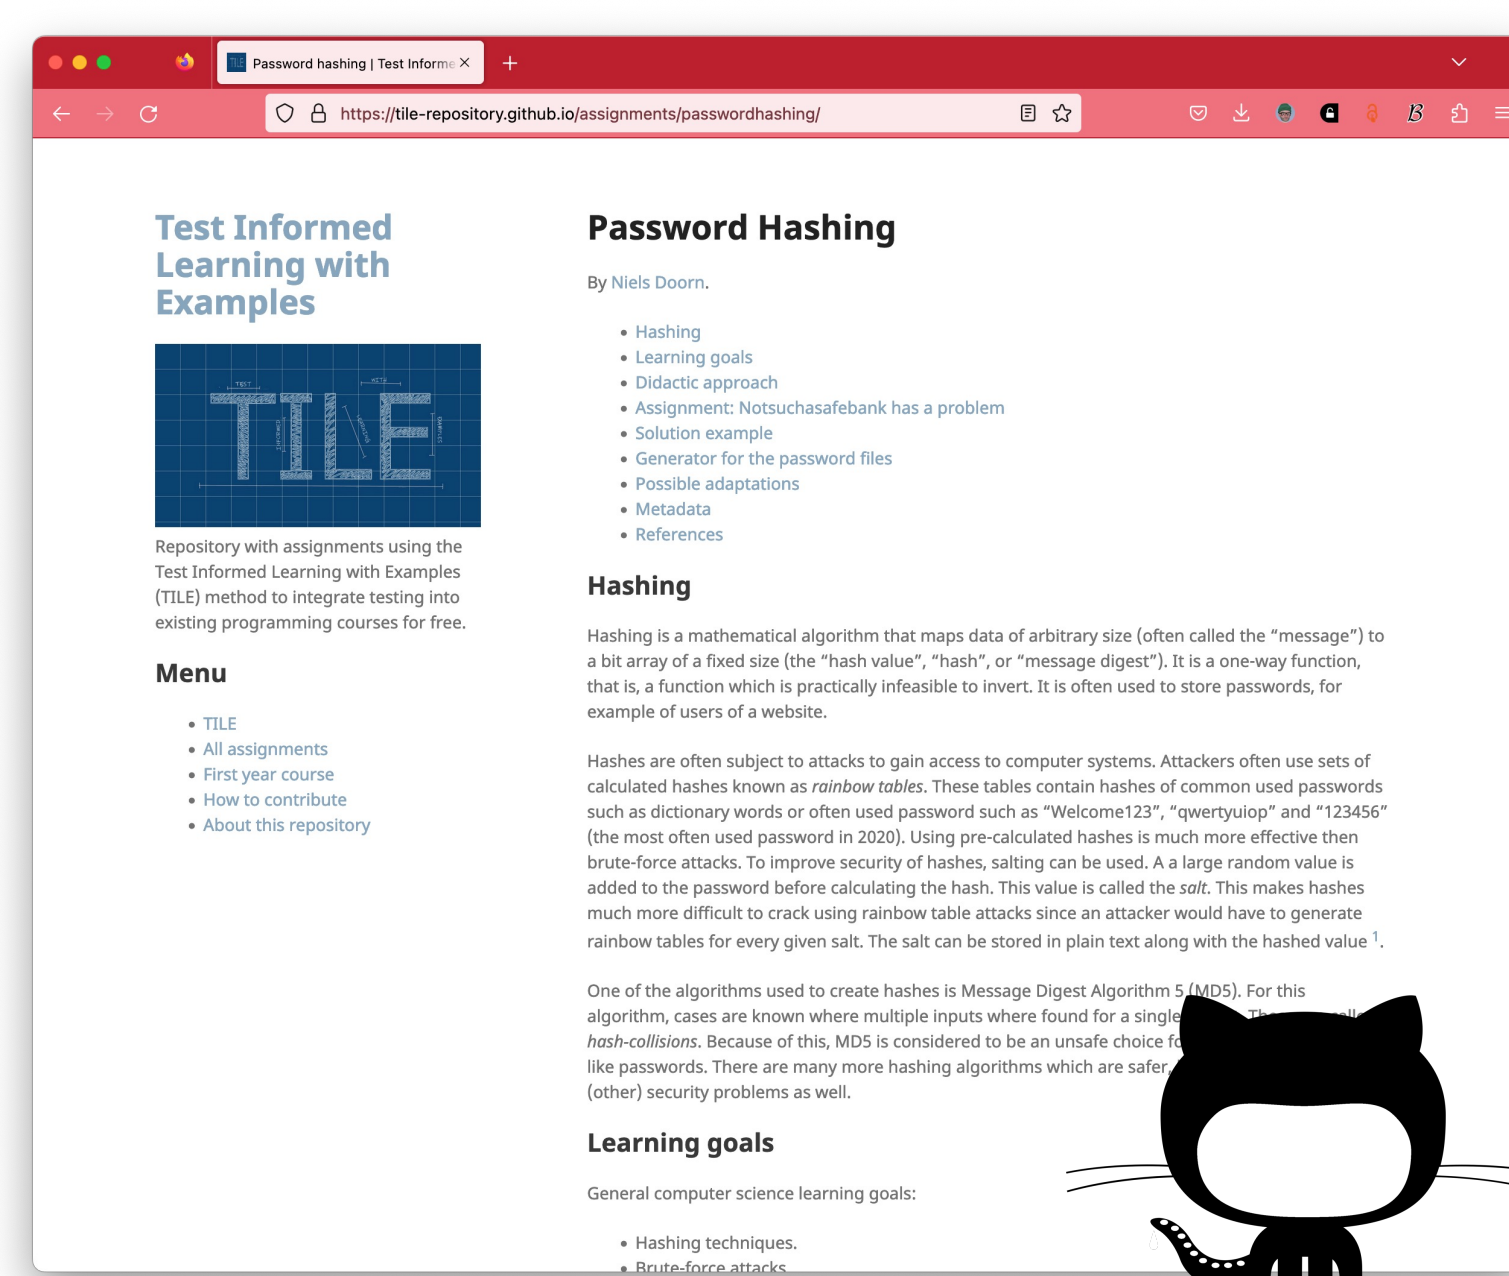 Password hashing | Test Informe
https://tile-repository.github.io/assignments/passwordhashing/
Test Informed
Learning with
Examples
TEST
WITH
TILE
LEARNING
EXAMPLES
Repository with assignments using the
Test Informed Learning with Examples
(TILE) method to integrate testing into
existing programming courses for free.
Menu
TILE
All assignments
First year course
How to contribute
About this repository
Password Hashing
By Niels Doorn.
Hashing
Learning goals
Didactic approach
Assignment: Notsuchasafebank has a problem
Solution example
Generator for the password files
Possible adaptations
Metadata
References
Hashing
Hashing is a mathematical algorithm that maps data of arbitrary size (often called the “message”) to
a bit array of a fixed size (the “hash value”, “hash”, or “message digest”). It is a one-way function,
that is, a function which is practically infeasible to invert. It is often used to store passwords, for
example of users of a website.
Hashes are often subject to attacks to gain access to computer systems. Attackers often use sets of
calculated hashes known as rainbow tables. These tables contain hashes of common used passwords
such as dictionary words or often used password such as “Welcome123”, “qwertyuiop” and “123456”
(the most often used password in 2020). Using pre-calculated hashes is much more effective then
brute-force attacks. To improve security of hashes, salting can be used. A a large random value is
added to the password before calculating the hash. This value is called the salt. This makes hashes
much more difficult to crack using rainbow table attacks since an attacker would have to generate
rainbow tables for every given salt. The salt can be stored in plain text along with the hashed value 1.
One of the algorithms used to create hashes is Message Digest Algorithm 5 (MD5). For this
algorithm, cases are known where multiple inputs where found for a single
hash-collisions. Because of this, MD5 is considered to be an unsafe choice
like passwords. There are many more hashing algorithms which are safer,
(other) security problems as well.
Learning goals
General computer science learning goals:
Hashing techniques.
Brute-force attacks